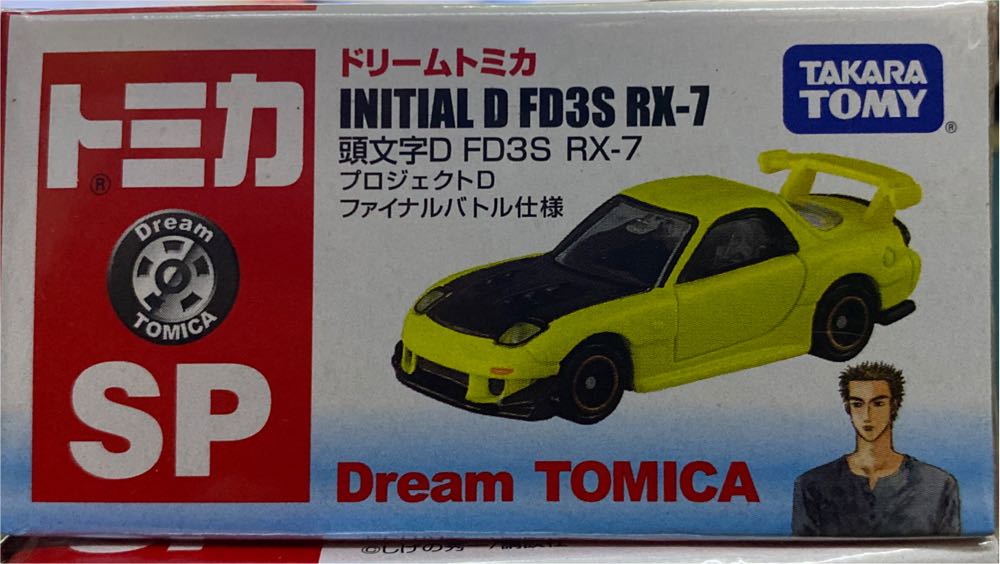 トミカ
®
Dream
TOMICA
SP
ドリームトミカ
INITIAL D FD3S RX-7
頭文字D FD3S RX-7
プロジェクトD
ファイナルバトル仕様
TAKARA
TOMY
®
Dream TOMICA